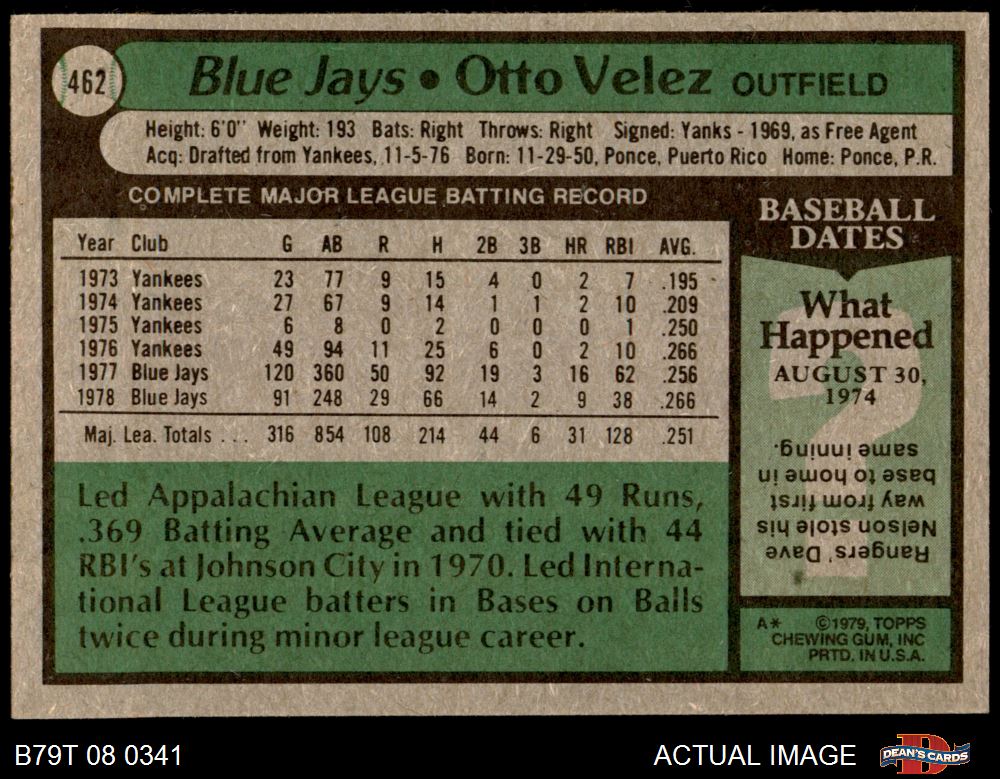 462
Blue Jays • Otto Velez OUTFIELD
Height: 6'0" Weight: 193 Bats: Right Throws: Right Signed: Yanks - 1969, as Free Agent
Acq: Drafted from Yankees, 11-5-76 Born: 11-29-50, Ponce, Puerto Rico Home: Ponce, P.R.
COMPLETE MAJOR LEAGUE BATTING RECORD
Year Club G AB R H 2B 3B HR RBI AVG.
1973 Yankees 23 77 9 15 4 0 2 7 .195
1974 Yankees 27 67 9 14 1 1 2 10 .209
1975 Yankees 6 8 0 2 0 0 0 1 .250
1976 Yankees 49 94 11 25 6 0 2 10 .266
1977 Blue Jays 120 360 50 92 19 3 16 62 .256
1978 Blue Jays 91 248 29 66 14 2 9 38 .266
Maj. Lea. Totals ... 316 854 108 214 44 6 31 128 .251
Led Appalachian League with 49 Runs,
.369 Batting Average and tied with 44
RBI's at Johnson City in 1970. Led Interna-
tional League batters in Bases on Balls
twice during minor league career.
BASEBALL
DATES
What
Happened
AUGUST 30,
1974
?
Rangers' Dave
Nelson stole his
way from first
base to home in
same inning.
A* ©1979, TOPPS
CHEWING GUM, INC
PRTD. IN U.S.A.
B79T 08 0341
ACTUAL IMAGE
D
DEAN'S CARDS